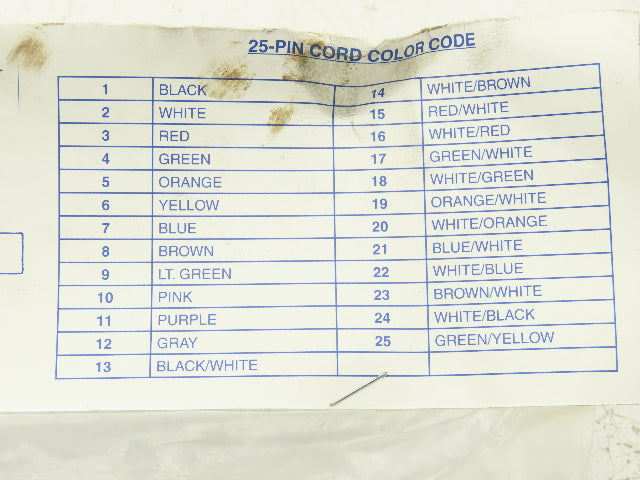 25-PIN CORD COLOR CODE
1 BLACK 14 WHITE/BROWN
2 WHITE 15 RED/WHITE
3 RED 16 WHITE/RED
4 GREEN 17 GREEN/WHITE
5 ORANGE 18 WHITE/GREEN
6 YELLOW 19 ORANGE/WHITE
7 BLUE 20 WHITE/ORANGE
8 BROWN 21 BLUE/WHITE
9 LT. GREEN 22 WHITE/BLUE
10 PINK 23 BROWN/WHITE
11 PURPLE 24 WHITE/BLACK
12 GRAY 25 GREEN/YELLOW
13 BLACK/WHITE